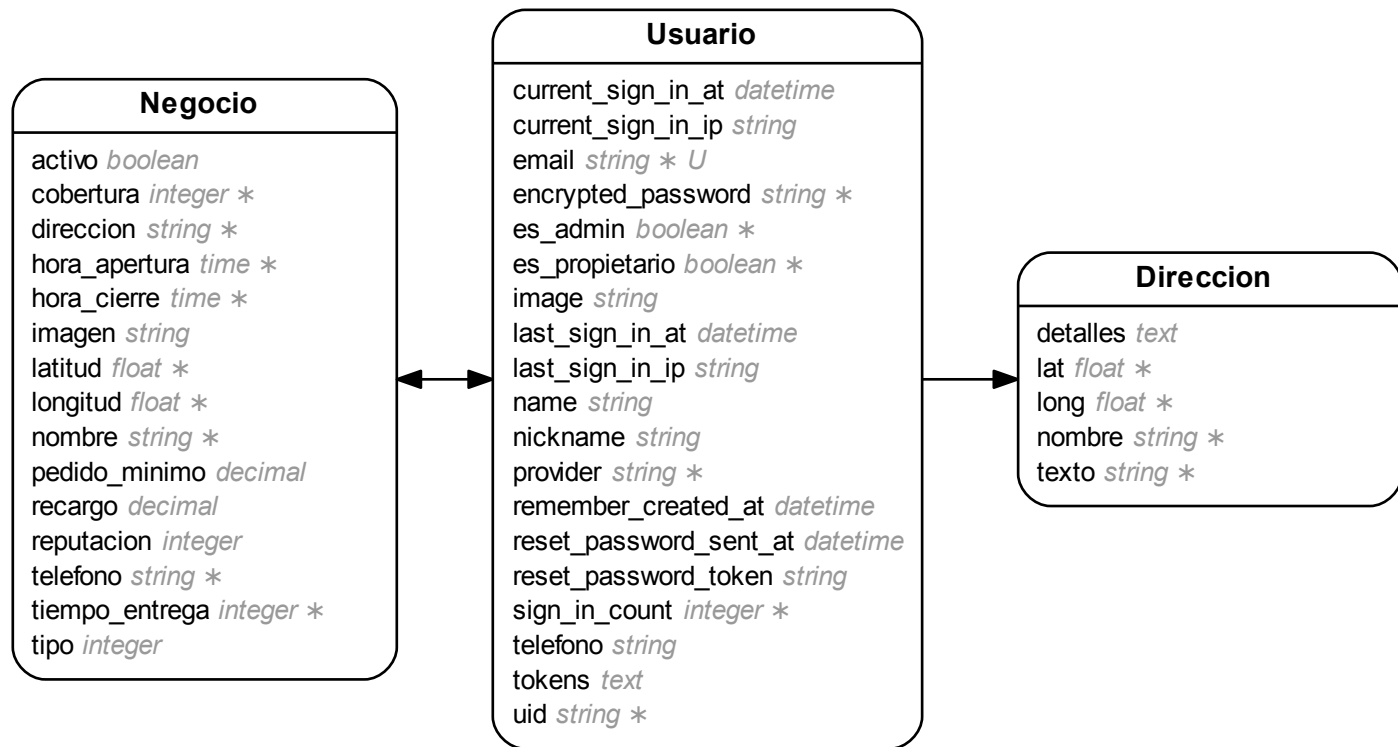 Negocio
activo boolean
cobertura integer ∗
direccion string ∗
hora_apertura time ∗
hora_cierre time ∗
imagen string
latitud float ∗
longitud float ∗
nombre string ∗
pedido_minimo decimal
recargo decimal
reputacion integer
telefono string ∗
tiempo_entrega integer ∗
tipo integer
Usuario
current_sign_in_at datetime
current_sign_in_ip string
email string ∗ U
encrypted_password string ∗
es_admin boolean ∗
es_propietario boolean ∗
image string
last_sign_in_at datetime
last_sign_in_ip string
name string
nickname string
provider string ∗
remember_created_at datetime
reset_password_sent_at datetime
reset_password_token string
sign_in_count integer ∗
telefono string
tokens text
uid string ∗
Direccion
detalles text
lat float ∗
long float ∗
nombre string ∗
texto string ∗